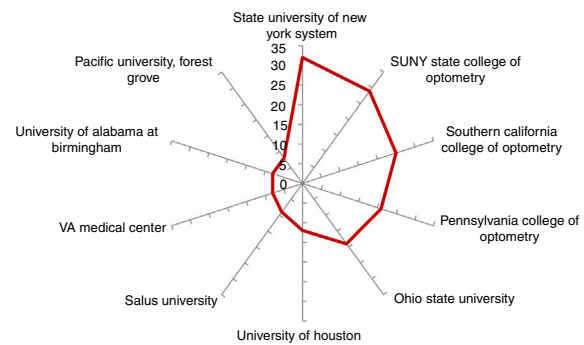 State university of new
york system
35
30
25
20
15
10
5
0
SUNY state college of
optometry
Southern california
college of optometry
Pennsylvania college of
optometry
Ohio state university
University of houston
Salus university
VA medical center
University of alabama at
birmingham
Pacific university, forest
grove